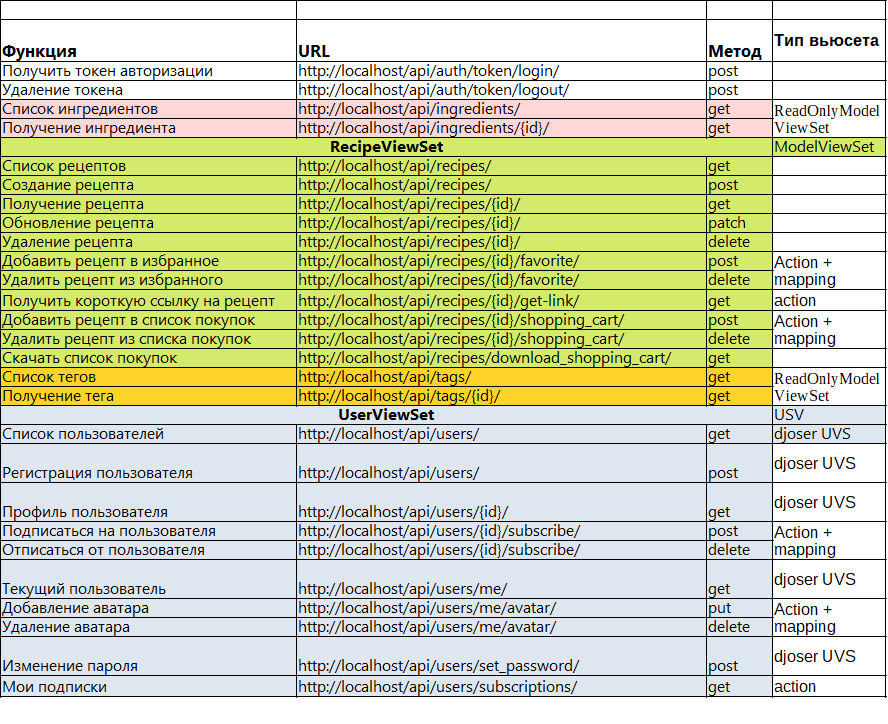 Функция URL Метод Тип вьюсета
Получить токен авторизации http://localhost/api/auth/token/login/ post
Удаление токена http://localhost/api/auth/token/logout/ post
Список ингредиентов http://localhost/api/ingredients/ get ReadOnlyModel
Получение ингредиента http://localhost/api/ingredients/{id}/ get ViewSet
RecipeViewSet ModelViewSet
Список рецептов http://localhost/api/recipes/ get
Создание рецепта http://localhost/api/recipes/ post
Получение рецепта http://localhost/api/recipes/{id}/ get
Обновление рецепта http://localhost/api/recipes/{id}/ patch
Удаление рецепта http://localhost/api/recipes/{id}/ delete
Добавить рецепт в избранное http://localhost/api/recipes/{id}/favorite/ post Action +
Удалить рецепт из избранного http://localhost/api/recipes/{id}/favorite/ delete mapping
Получить короткую ссылку на рецепт http://localhost/api/recipes/{id}/get-link/ get action
Добавить рецепт в список покупок http://localhost/api/recipes/{id}/shopping_cart/ post Action +
Удалить рецепт из списка покупок http://localhost/api/recipes/{id}/shopping_cart/ delete mapping
Скачать список покупок http://localhost/api/recipes/download_shopping_cart/ get
Список тегов http://localhost/api/tags/ get ReadOnlyModel
Получение тега http://localhost/api/tags/{id}/ get ViewSet
UserViewSet USV
Список пользователей http://localhost/api/users/ get djoser UVS
Регистрация пользователя http://localhost/api/users/ post djoser UVS
Профиль пользователя http://localhost/api/users/{id}/ get djoser UVS
Подписаться на пользователя http://localhost/api/users/{id}/subscribe/ post Action +
Отписаться от пользователя http://localhost/api/users/{id}/subscribe/ delete mapping
Текущий пользователь http://localhost/api/users/me/ get djoser UVS
Добавление аватара http://localhost/api/users/me/avatar/ put Action +
Удаление аватара http://localhost/api/users/me/avatar/ delete mapping
Изменение пароля http://localhost/api/users/set_password/ post djoser UVS
Мои подписки http://localhost/api/users/subscriptions/ get action